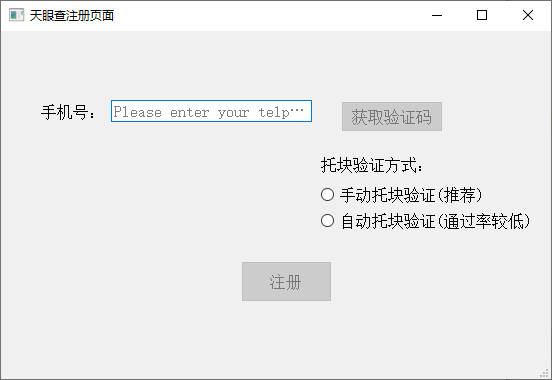 天眼查注册页面
手机号： Please enter your telp… 获取验证码
托块验证方式：
手动托块验证(推荐)
自动托块验证(通过率较低)
注册